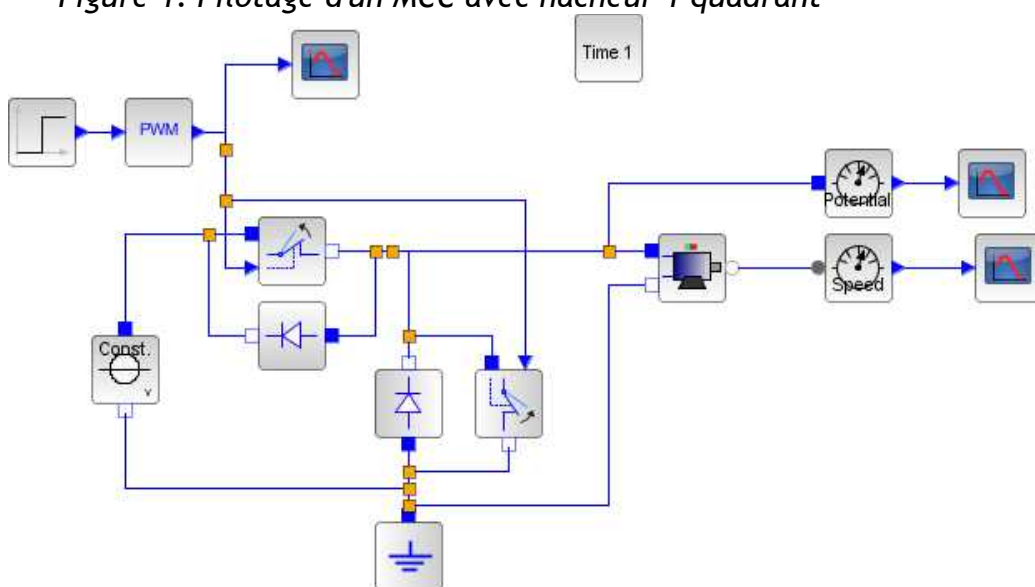 Figure 1: Pilotage d'un MCC avec hacheur 1 quadrant
Time 1
PWM
Potential
Speed
Const.
v